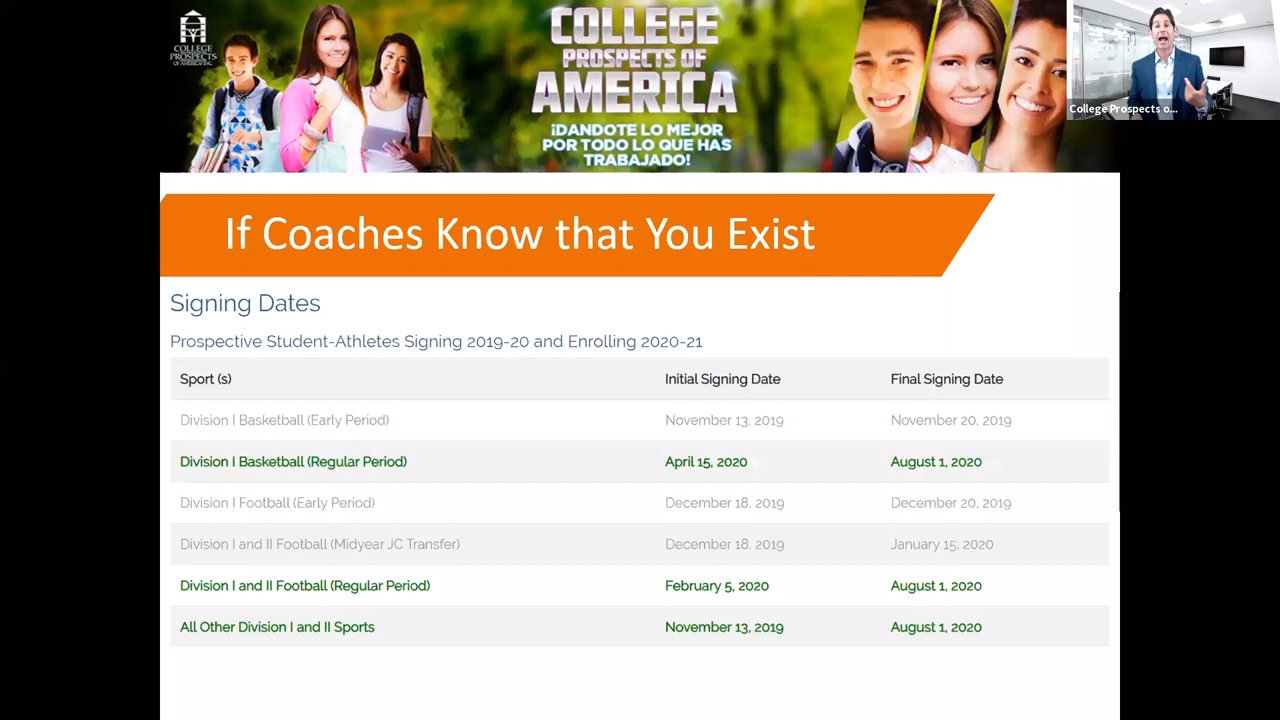 COLLEGE
PROSPECTS
OF AMERICA, INC.
COLLEGE
PROSPECTS OF
AMERICA
¡DANDOTE LO MEJOR
POR TODO LO QUE HAS
TRABAJADO!
College Prospects o...
If Coaches Know that You Exist
Signing Dates
Prospective Student-Athletes Signing 2019-20 and Enrolling 2020-21
Sport (s) Initial Signing Date Final Signing Date
Division I Basketball (Early Period) November 13, 2019 November 20, 2019
Division I Basketball (Regular Period) April 15, 2020 August 1, 2020
Division I Football (Early Period) December 18, 2019 December 20, 2019
Division I and II Football (Midyear JC Transfer) December 18, 2019 January 15, 2020
Division I and II Football (Regular Period) February 5, 2020 August 1, 2020
All Other Division I and II Sports November 13, 2019 August 1, 2020